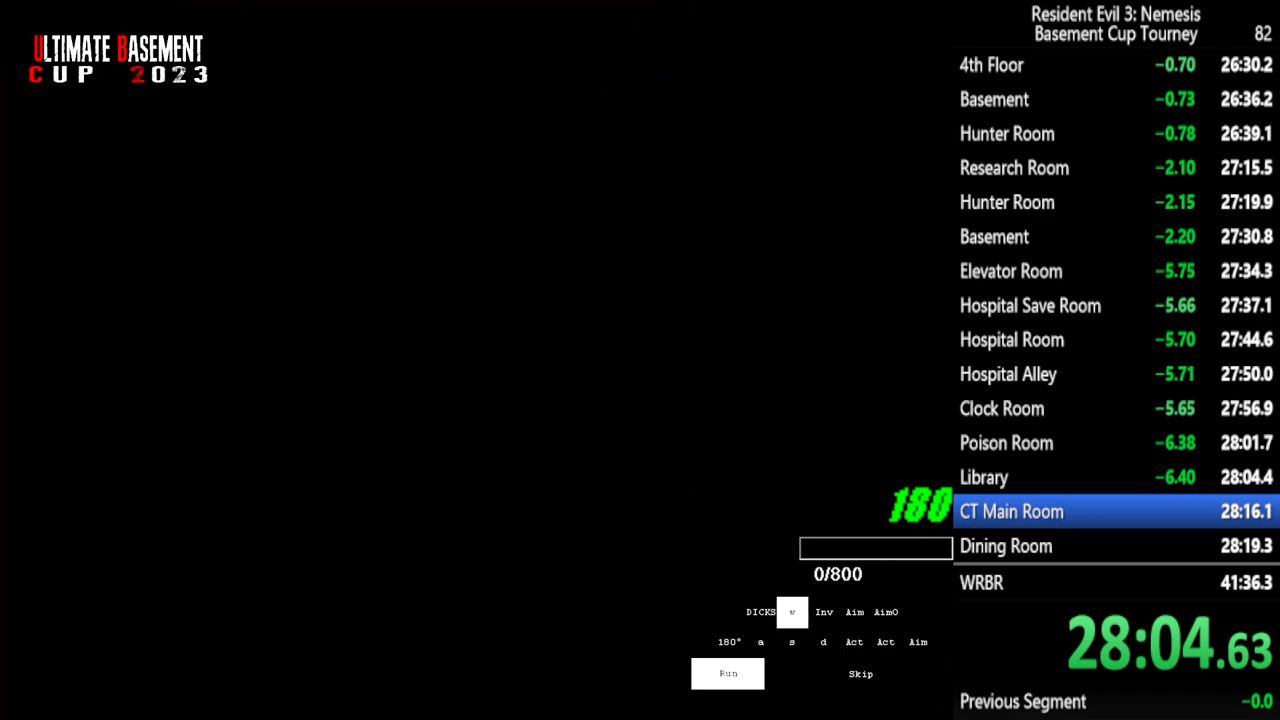 ULTIMATE BASEMENT
CUP 2023
Resident Evil 3: Nemesis
Basement Cup Tourney 82
4th Floor −0.70 26:30.2
Basement −0.73 26:36.2
Hunter Room −0.78 26:39.1
Research Room −2.10 27:15.5
Hunter Room −2.15 27:19.9
Basement −2.20 27:30.8
Elevator Room −5.75 27:34.3
Hospital Save Room −5.66 27:37.1
Hospital Room −5.70 27:44.6
Hospital Alley −5.71 27:50.0
Clock Room −5.65 27:56.9
Poison Room −6.38 28:01.7
Library −6.40 28:04.4
180
CT Main Room 28:16.1
Dining Room 28:19.3
0/800
WRBR 41:36.3
DICKS w Inv Aim AimO
180° a s d Act Act Aim
28:04.63
Run Skip
Previous Segment −0.0